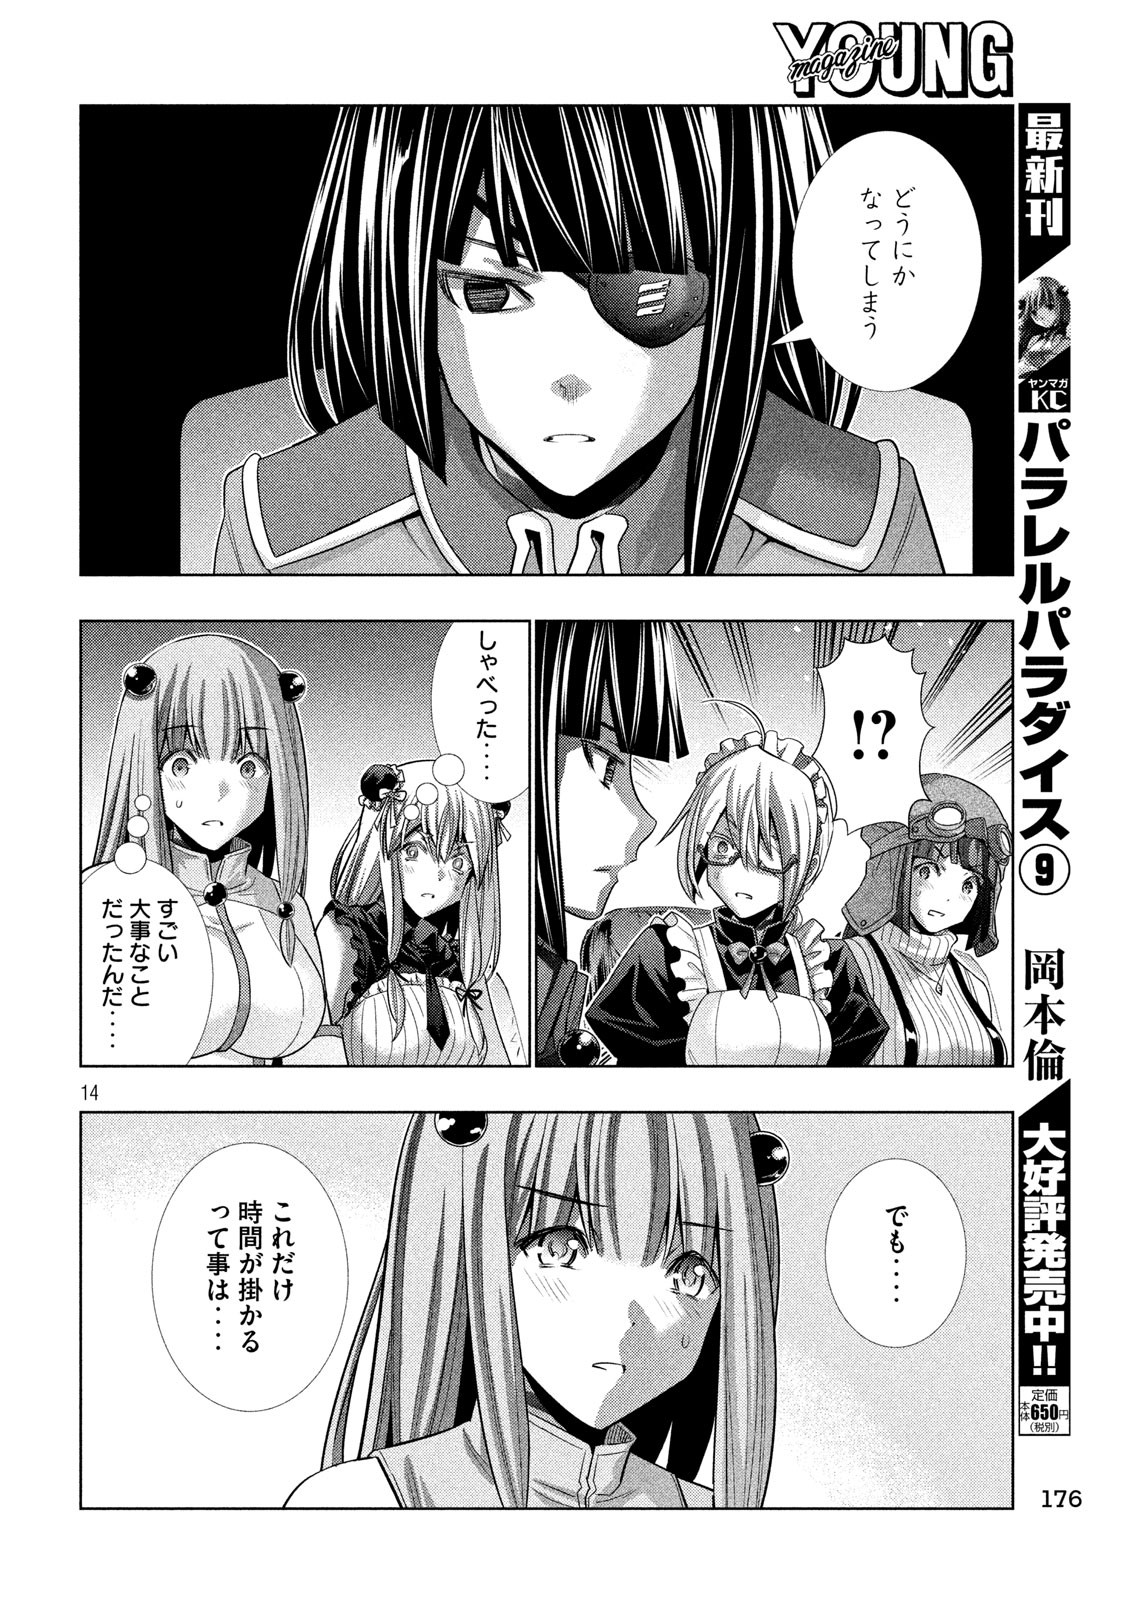 YOUNG
magazine
どうにか
なってしまう
!?
しゃべった‥‥
すごい
大事なこと
だったんだ‥‥
14
でも‥‥
これだけ
時間が掛かる
って事は‥‥
最新刊
ヤンマガ
KC
パラレルパラダイス⑨
岡本倫
大好評発売中!!
定価
本体650円
(税別)
176